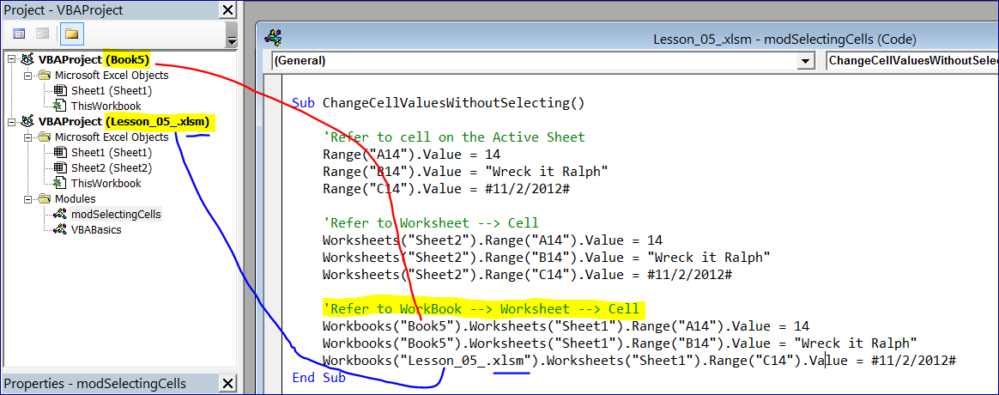 Project - VBAProject
VBAProject (Book5)
Microsoft Excel Objects
Sheet1 (Sheet1)
ThisWorkbook
VBAProject (Lesson_05_.xlsm)
Microsoft Excel Objects
Sheet1 (Sheet1)
Sheet2 (Sheet2)
ThisWorkbook
Modules
modSelectingCells
VBABasics
Properties - modSelectingCells
Lesson_05_.xlsm - modSelectingCells (Code)
(General)
ChangeCellValuesWithoutSelec
Sub ChangeCellValuesWithoutSelecting()
'Refer to cell on the Active Sheet
Range("A14").Value = 14
Range("B14").Value = "Wreck it Ralph"
Range("C14").Value = #11/2/2012#
'Refer to Worksheet --> Cell
Worksheets("Sheet2").Range("A14").Value = 14
Worksheets("Sheet2").Range("B14").Value = "Wreck it Ralph"
Worksheets("Sheet2").Range("C14").Value = #11/2/2012#
'Refer to WorkBook --> Worksheet --> Cell
Workbooks("Book5").Worksheets("Sheet1").Range("A14").Value = 14
Workbooks("Book5").Worksheets("Sheet1").Range("B14").Value = "Wreck it Ralph"
Workbooks("Lesson_05_.xlsm").Worksheets("Sheet1").Range("C14").Value = #11/2/2012#
End Sub